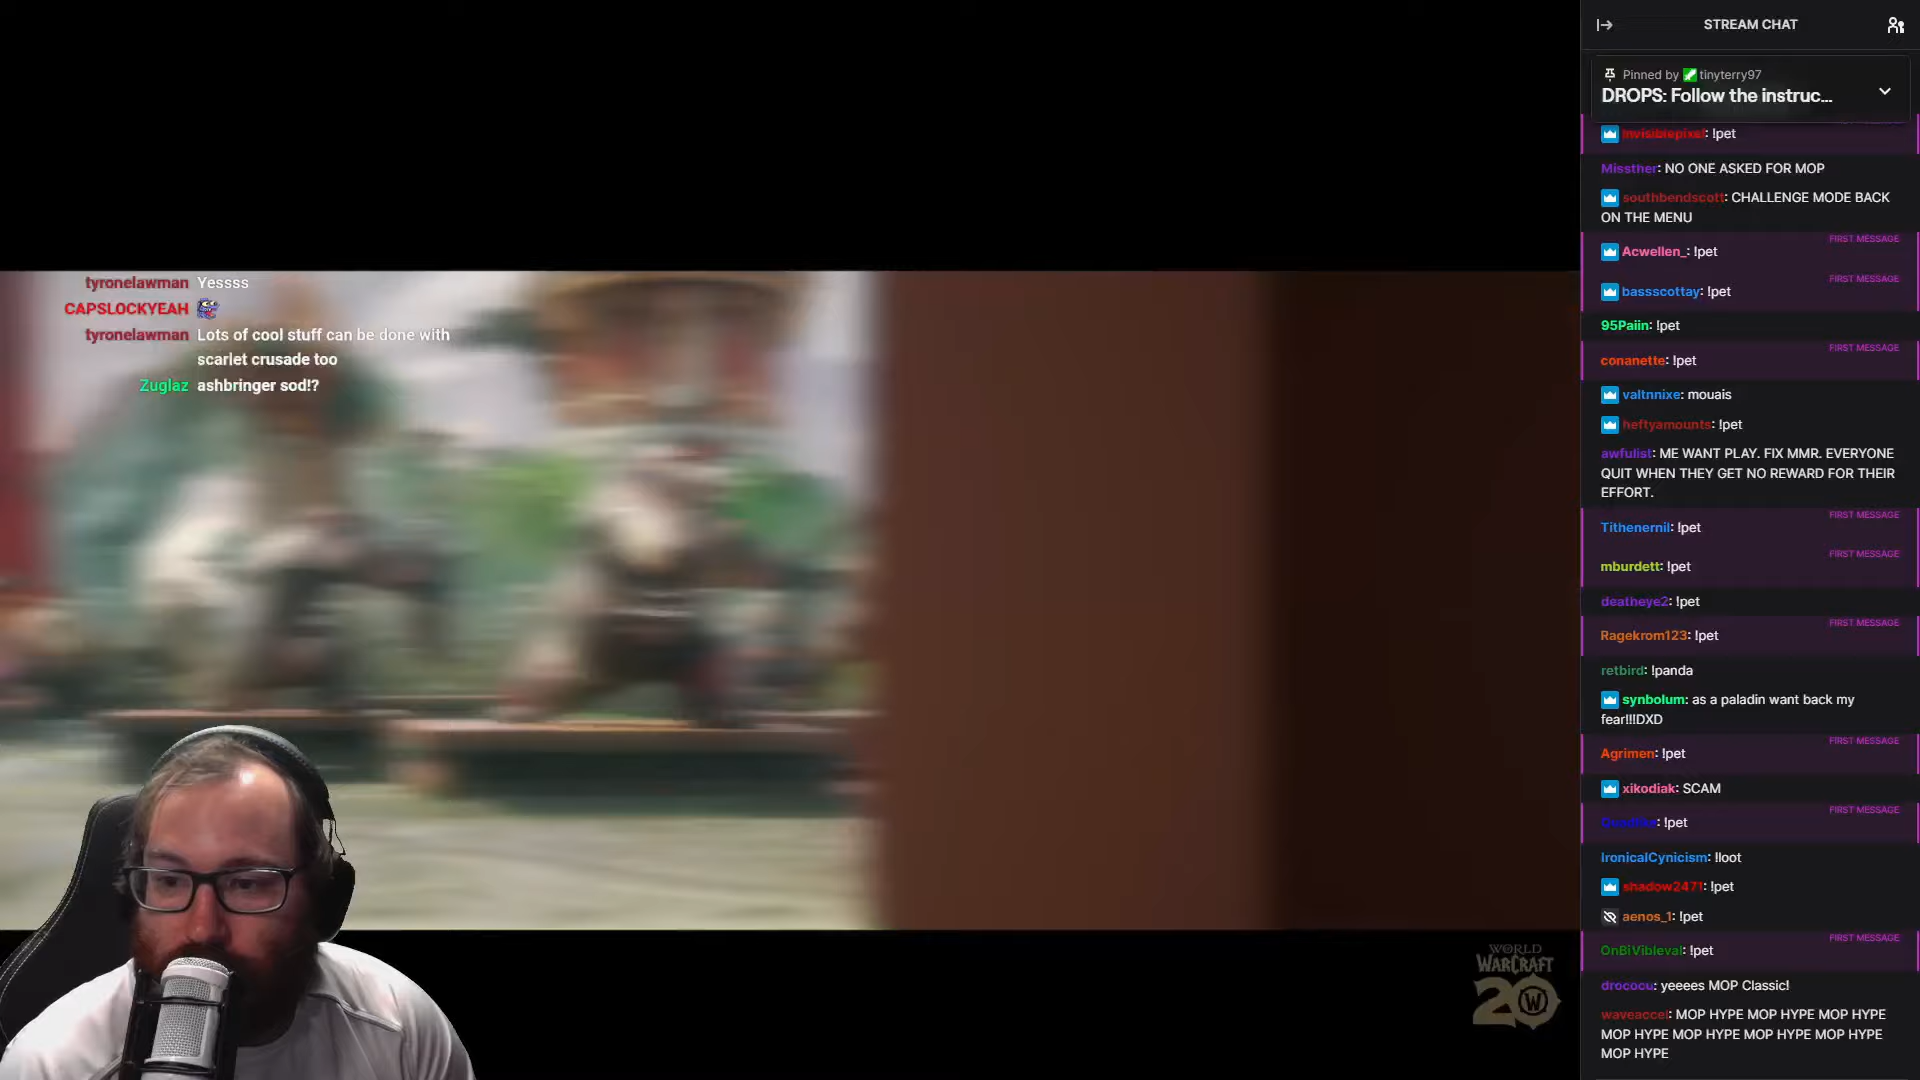 STREAM CHAT
Pinned by tinyterry97
DROPS: Follow the instruc...
invisiblepixel: !pet
Missther: NO ONE ASKED FOR MOP
southbendscott: CHALLENGE MODE BACK
ON THE MENU
FIRST MESSAGE
Acwellen_: !pet
FIRST MESSAGE
bassscottay: !pet
95Paiin: !pet
FIRST MESSAGE
conanette: !pet
valtnnixe: mouais
heftyamounts: !pet
awfulist: ME WANT PLAY. FIX MMR. EVERYONE
QUIT WHEN THEY GET NO REWARD FOR THEIR
EFFORT.
FIRST MESSAGE
Tithenernil: !pet
FIRST MESSAGE
mburdett: !pet
deatheye2: !pet
FIRST MESSAGE
Ragekrom123: !pet
retbird: !panda
synbolum: as a paladin want back my
fear!!!DXD
FIRST MESSAGE
Agrimen: !pet
xikodiak: SCAM
FIRST MESSAGE
!pet
IronicalCynicism: !loot
shadow2471: !pet
aenos_1: !pet
FIRST MESSAGE
OnBiVibleval: !pet
drococu: yeeees MOP Classic!
waveaccel: MOP HYPE MOP HYPE MOP HYPE
MOP HYPE MOP HYPE MOP HYPE MOP HYPE
MOP HYPE
tyronelawman Yessss
CAPSLOCKYEAH
tyronelawman Lots of cool stuff can be done with
scarlet crusade too
Zuglaz ashbringer sod!?
WORLD
WARCRAFT
20
W